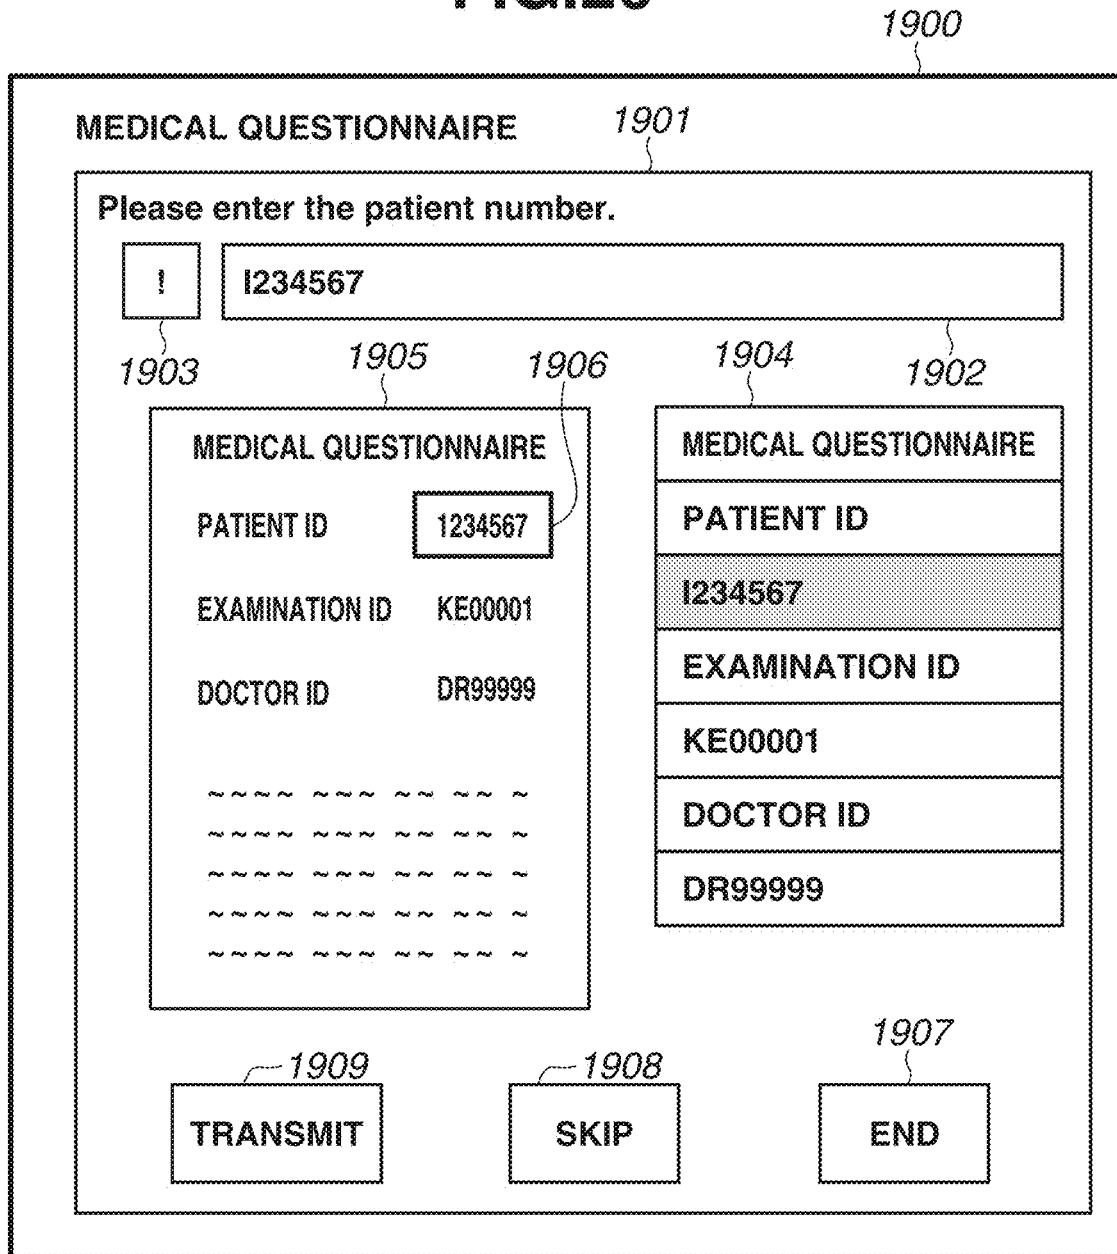 1900
MEDICAL QUESTIONNAIRE
1901
Please enter the patient number.
!
I234567
1903
1905
1906
1904
1902
MEDICAL QUESTIONNAIRE
PATIENT ID 1234567
EXAMINATION ID KE00001
DOCTOR ID DR99999
~~~~ ~~~ ~~ ~~ ~
~~~~ ~~~ ~~ ~~ ~
~~~~ ~~~ ~~ ~~ ~
~~~~ ~~~ ~~ ~~ ~
~~~~ ~~~ ~~ ~~ ~
MEDICAL QUESTIONNAIRE
PATIENT ID
I234567
EXAMINATION ID
KE00001
DOCTOR ID
DR99999
1909
1908
1907
TRANSMIT
SKIP
END